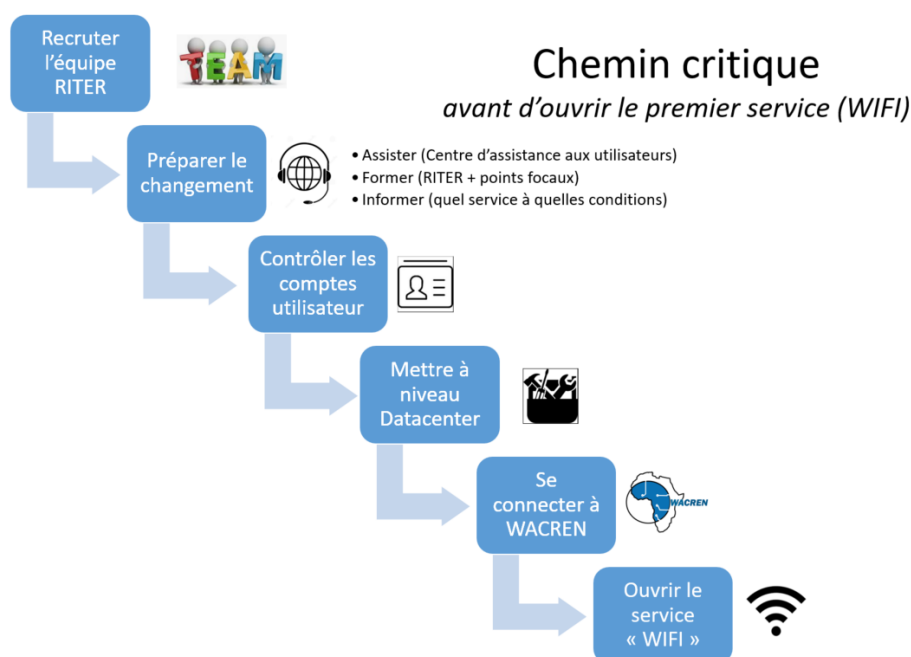 Recruter
l'équipe
RITER
TEAM
Chemin critique
avant d'ouvrir le premier service (WIFI)
Préparer le
changement
• Assister (Centre d'assistance aux utilisateurs)
• Former (RITER + points focaux)
• Informer (quel service à quelles conditions)
Contrôler les
comptes
utilisateur
Mettre à
niveau
Datacenter
Se
connecter à
WACREN
WACREN
Ouvrir le
service
« WIFI »